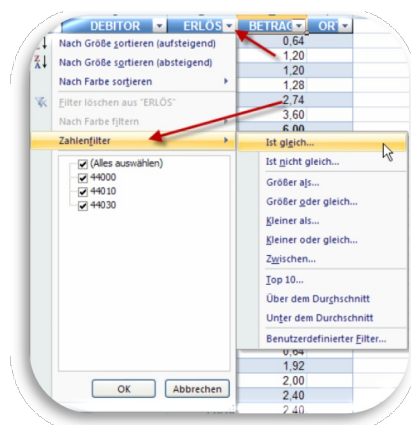 DEBITOR ERLÖS BETRAG OR
Nach Größe sortieren (aufsteigend)
Nach Größe sortieren (absteigend)
Nach Farbe sortieren
Filter löschen aus "ERLÖS"
Nach Farbe filtern
Zahlenfilter
(Alles auswählen)
44000
44010
44030
OK Abbrechen
0,64
1,20
1,20
1,28
2,74
3,60
6,00
Ist gleich...
Ist nicht gleich...
Größer als...
Größer oder gleich...
Kleiner als...
Kleiner oder gleich...
Zwischen...
Top 10...
Über dem Durchschnitt
Unter dem Durchschnitt
Benutzerdefinierter Filter...
0,64
1,92
2,00
2,40
2,40